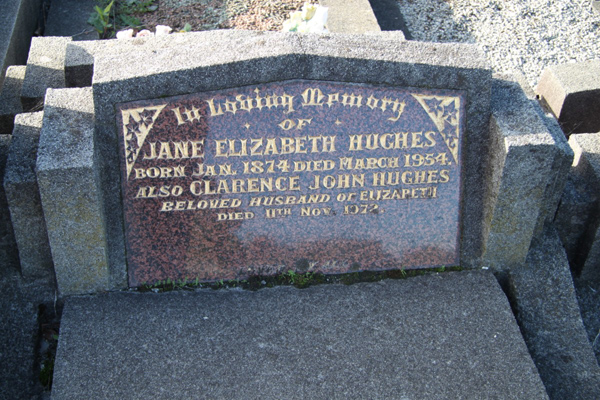 In Loving Memory
OF
JANE ELIZABETH HUGHES
BORN JAN. 1874 DIED MARCH 1954.
ALSO CLARENCE JOHN HUGHES
BELOVED HUSBAND OF ELIZABETH
DIED 11TH NOV. 1972.